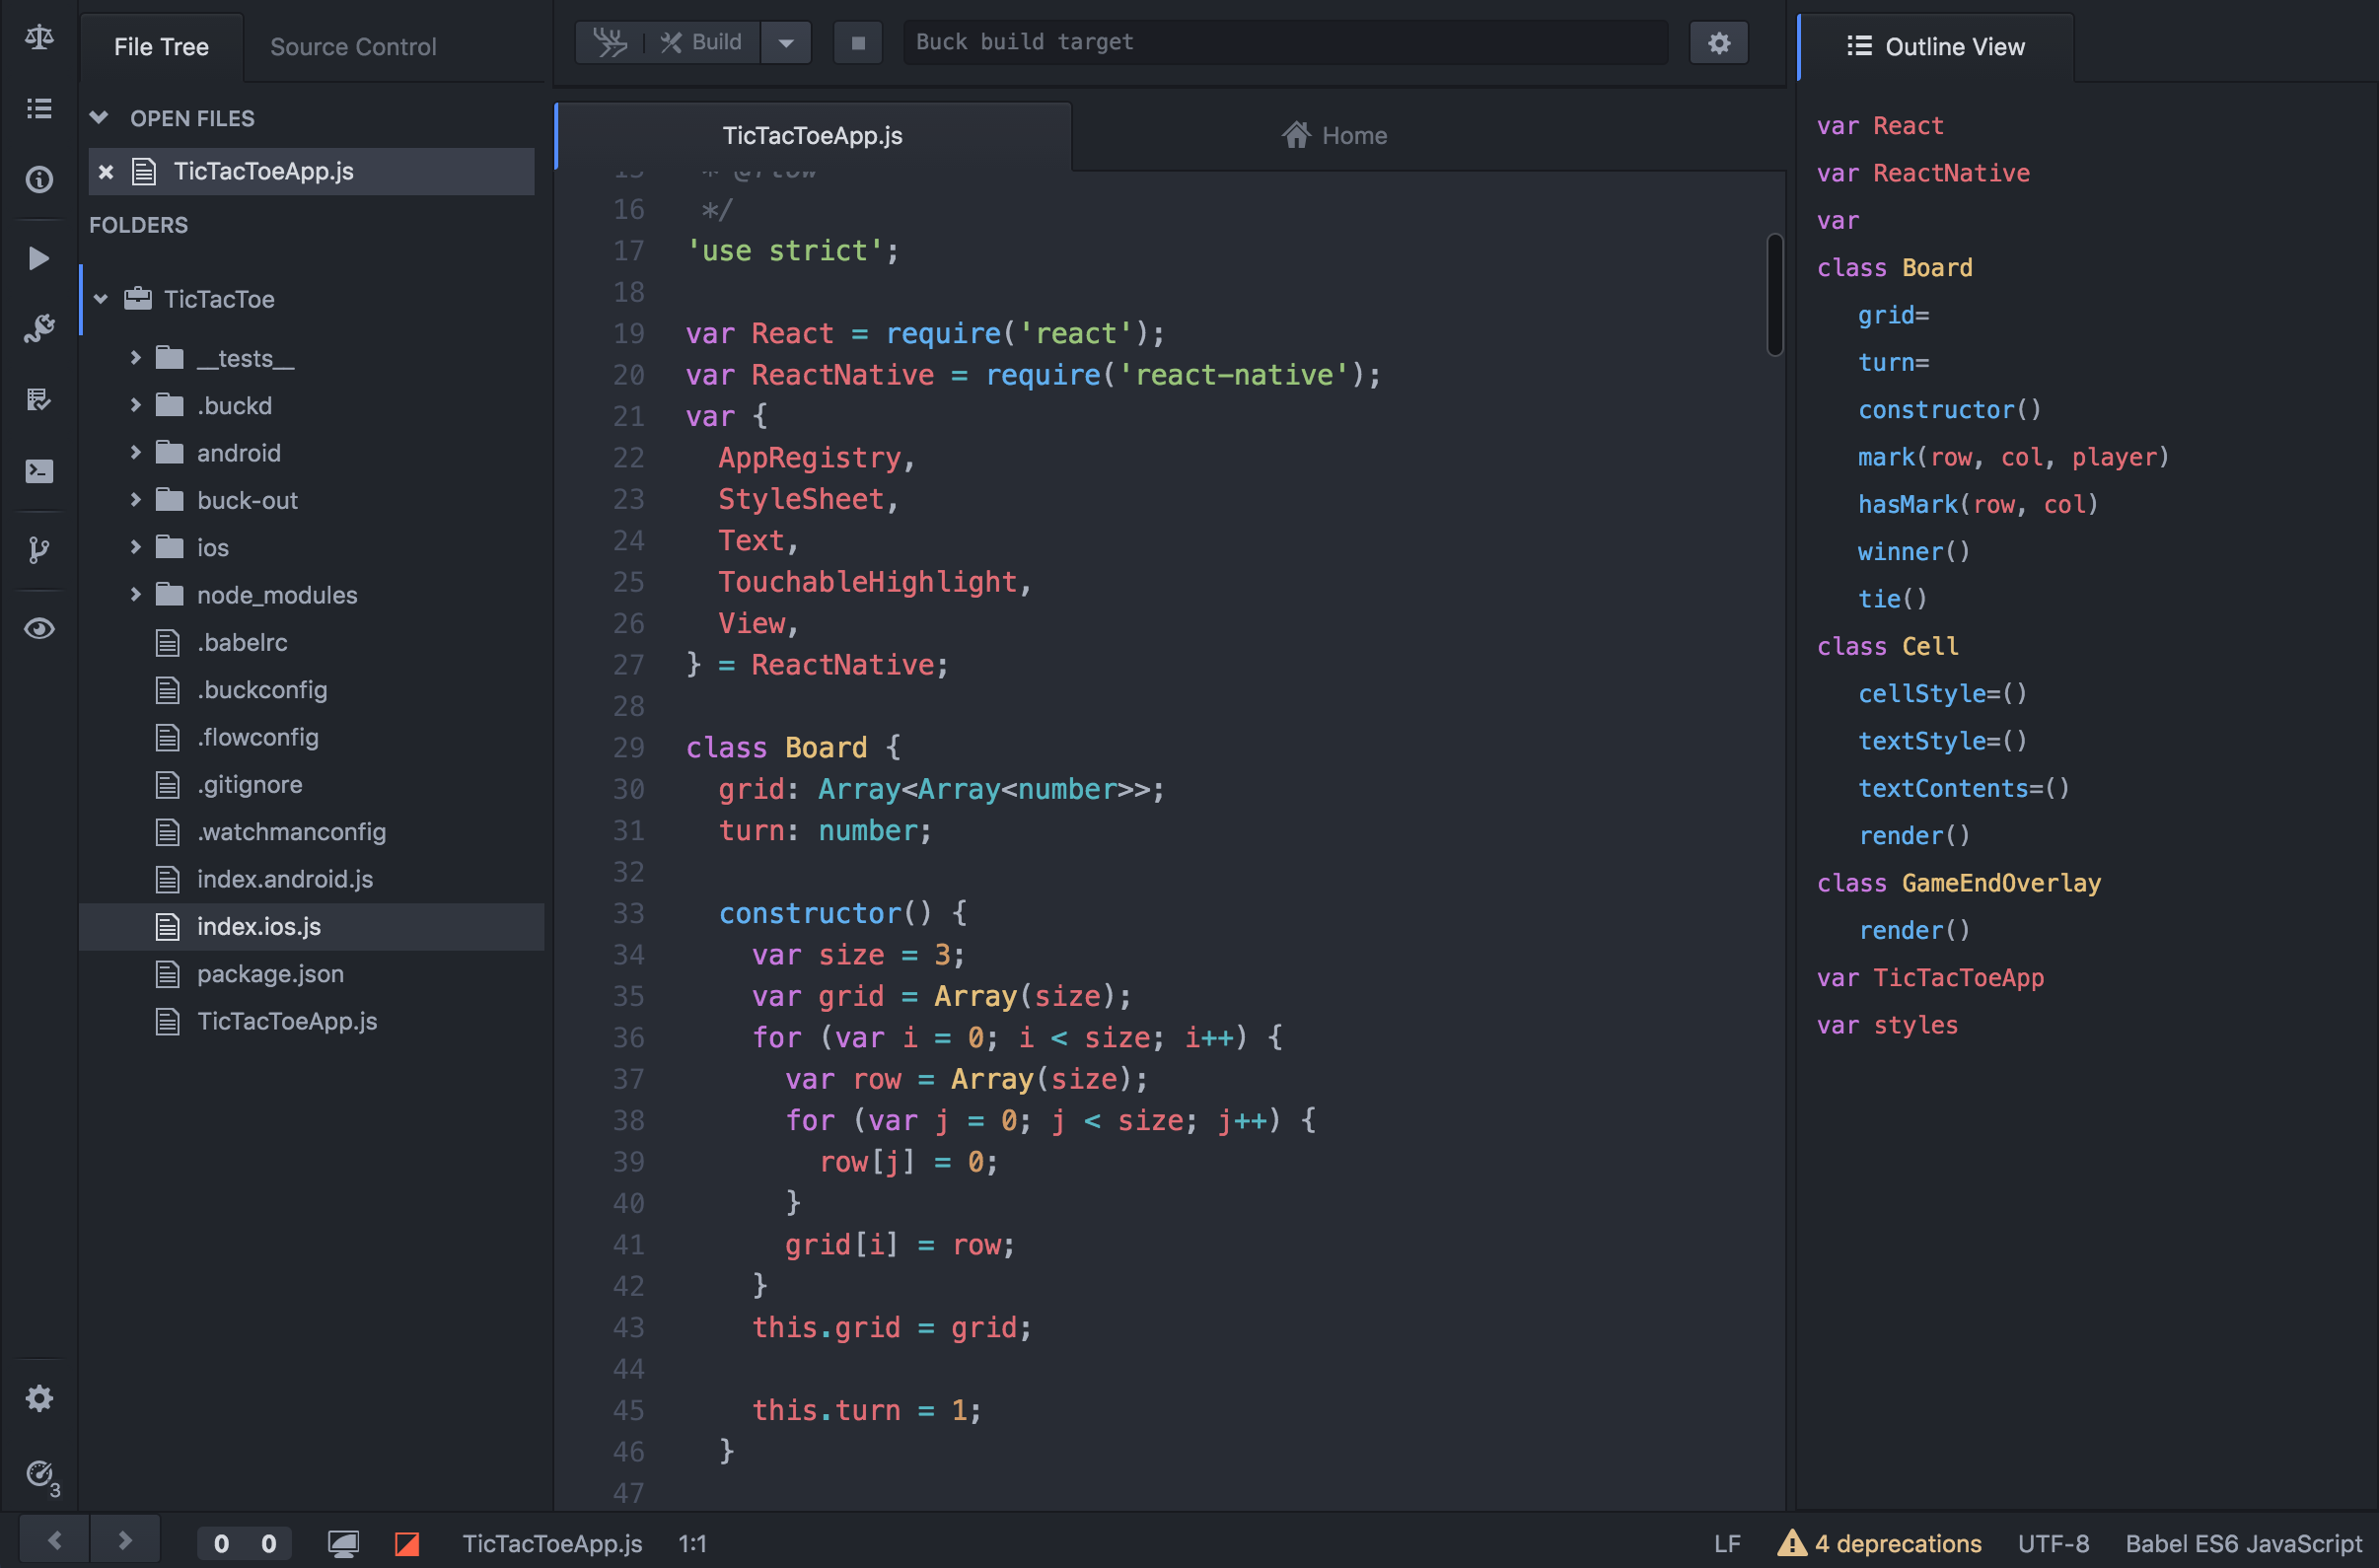 File Tree
Source Control
OPEN FILES
TicTacToeApp.js
FOLDERS
TicTacToe
__tests__
.buckd
android
buck-out
ios
node_modules
.babelrc
.buckconfig
.flowconfig
.gitignore
.watchmanconfig
index.android.js
index.ios.js
package.json
TicTacToeApp.js
3
Build
Buck build target
TicTacToeApp.js
Home
15 * @flow
16 */
17 'use strict';
18
19 var React = require('react');
20 var ReactNative = require('react-native');
21 var {
22 AppRegistry,
23 StyleSheet,
24 Text,
25 TouchableHighlight,
26 View,
27 } = ReactNative;
28
29 class Board {
30 grid: Array<Array<number>>;
31 turn: number;
32
33 constructor() {
34 var size = 3;
35 var grid = Array(size);
36 for (var i = 0; i < size; i++) {
37 var row = Array(size);
38 for (var j = 0; j < size; j++) {
39 row[j] = 0;
40 }
41 grid[i] = row;
42 }
43 this.grid = grid;
44
45 this.turn = 1;
46 }
47
Outline View
var React
var ReactNative
var
class Board
grid=
turn=
constructor()
mark(row, col, player)
hasMark(row, col)
winner()
tie()
class Cell
cellStyle=()
textStyle=()
textContents=()
render()
class GameEndOverlay
render()
var TicTacToeApp
var styles
0 0 TicTacToeApp.js 1:1 LF 4 deprecations UTF-8 Babel ES6 JavaScript